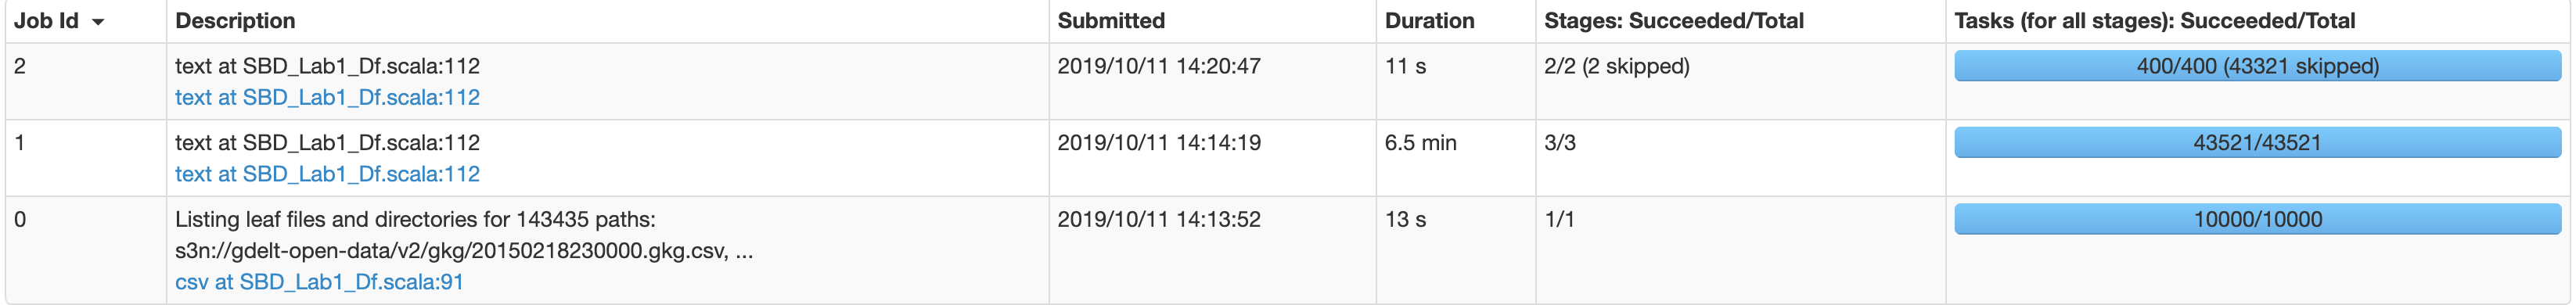 Job Id Description Submitted Duration Stages: Succeeded/Total Tasks (for all stages): Succeeded/Total
2 text at SBD_Lab1_Df.scala:112 2019/10/11 14:20:47 11 s 2/2 (2 skipped) 400/400 (43321 skipped)
text at SBD_Lab1_Df.scala:112
1 text at SBD_Lab1_Df.scala:112 2019/10/11 14:14:19 6.5 min 3/3 43521/43521
text at SBD_Lab1_Df.scala:112
0 Listing leaf files and directories for 143435 paths: 2019/10/11 14:13:52 13 s 1/1 10000/10000
s3n://gdelt-open-data/v2/gkg/20150218230000.gkg.csv, ...
csv at SBD_Lab1_Df.scala:91